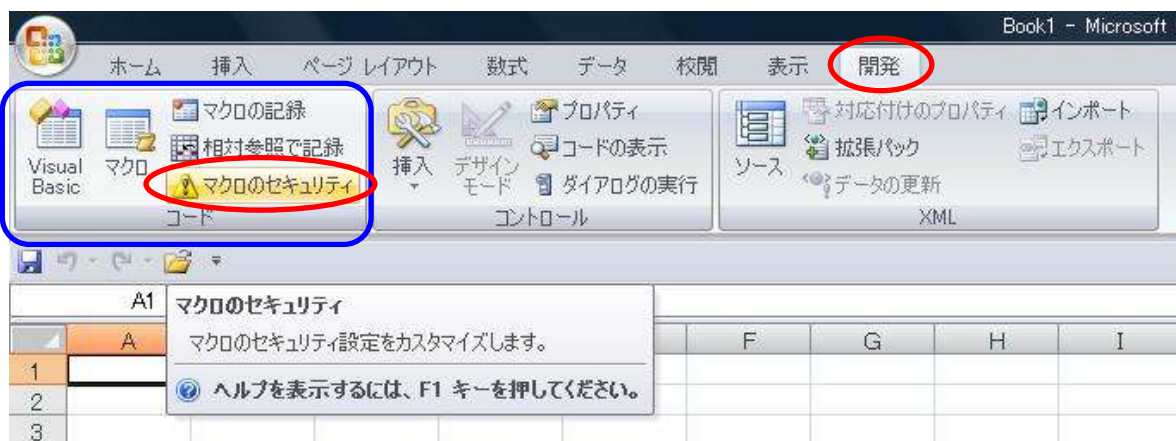 Book1 - Microsoft
ホーム 挿入 ページ レイアウト 数式 データ 校閲 表示 開発
Visual Basic
マクロ
マクロの記録
相対参照で記録
マクロのセキュリティ
コード
挿入
デザイン モード
プロパティ
コードの表示
ダイアログの実行
コントロール
ソース
対応付けのプロパティ
拡張パック
データの更新
インポート
エクスポート
XML
A1
マクロのセキュリティ
マクロのセキュリティ設定をカスタマイズします。
ヘルプを表示するには、F1 キーを押してください。
A F G H I
1
2
3